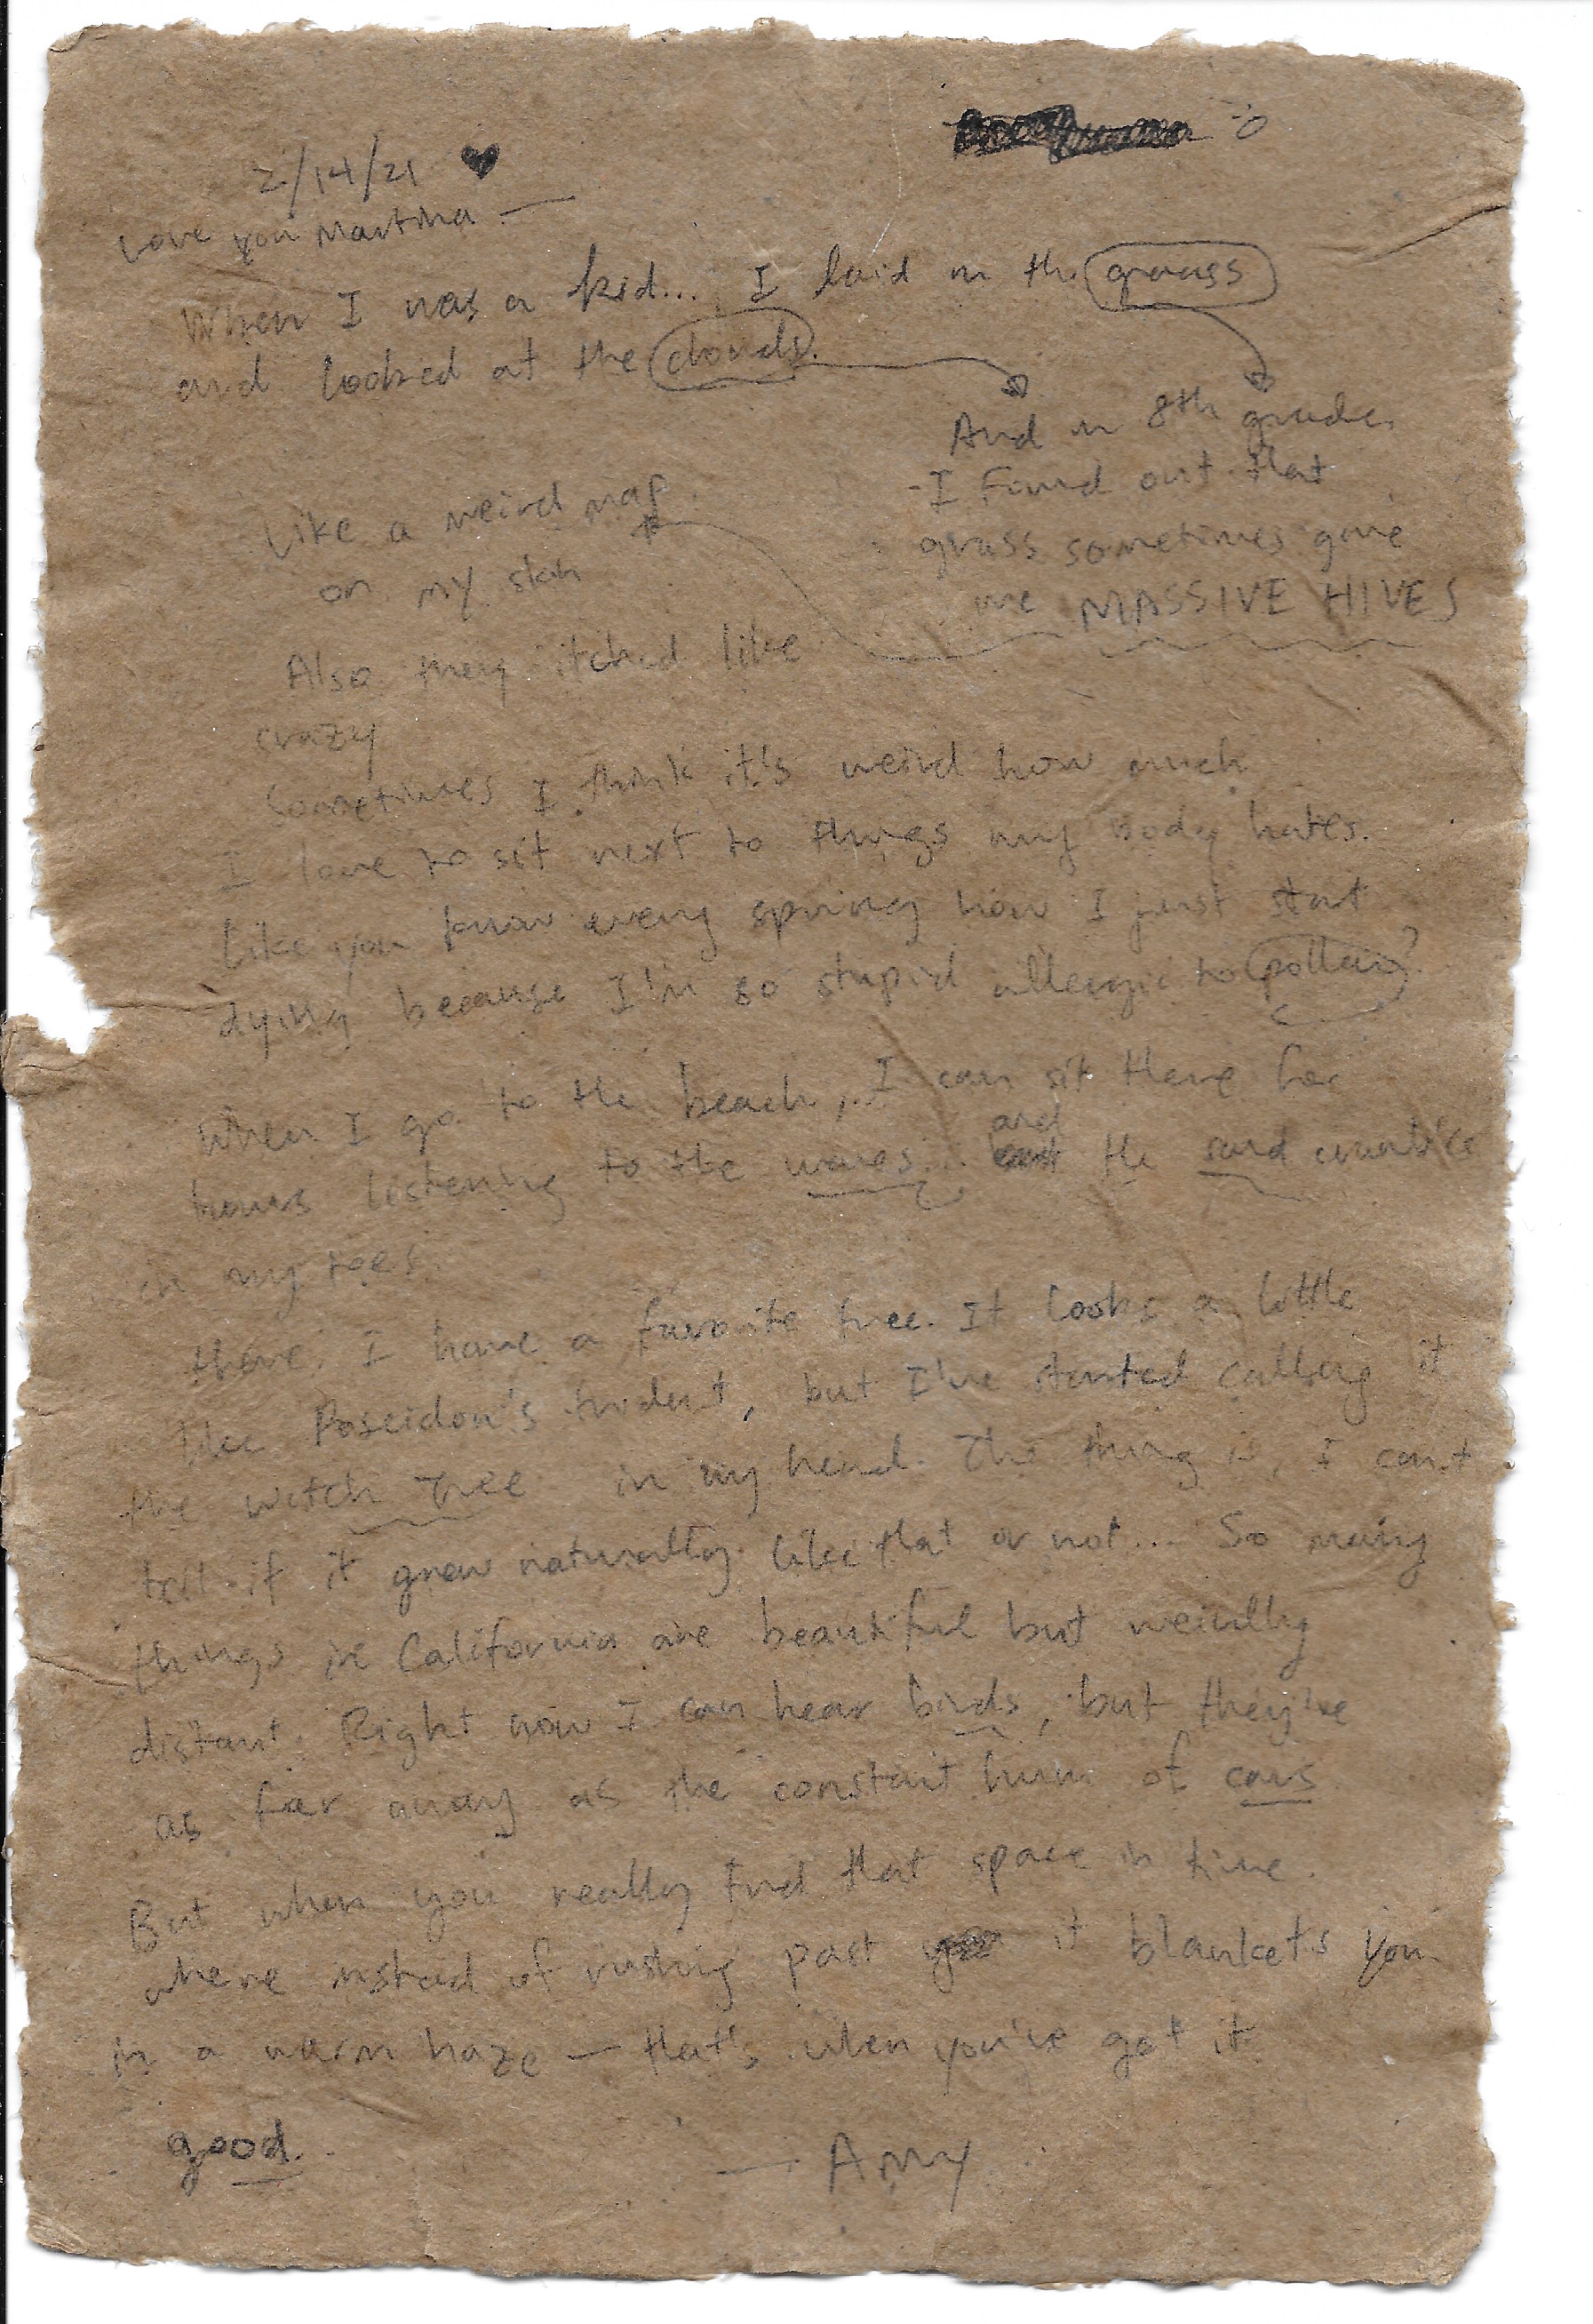 2/14/21 ♥
Love you Martina —
When I was a kid... I laid in the grass
and looked at the clouds.
And in 8th grade,
I found out that
grass sometimes gave
me MASSIVE HIVES
Like a weird map
on my skin
Also they itched like
crazy
Sometimes I think it's weird how much
I love to sit next to things my body hates.
Like you know every spring how I just start
dying because I'm so stupid allergic to pollen?
When I go to the beach, I can sit there for
hours listening to the waves... and the sand
in my toes.
there. I have a favorite tree. It looks a little
like Poseidon's trident, but I've started calling it
the witch Tree in my head. The thing is, I can't
tell if it grew naturally like that or not... So many
things in California are beautiful but weirdly
distant. Right now I can hear birds, but they're
as far away as the constant hum of cars
But when you really find that space in time.
where instead of rushing past it blankets you
in a warm haze — that's when you've got it
good.
— Amy